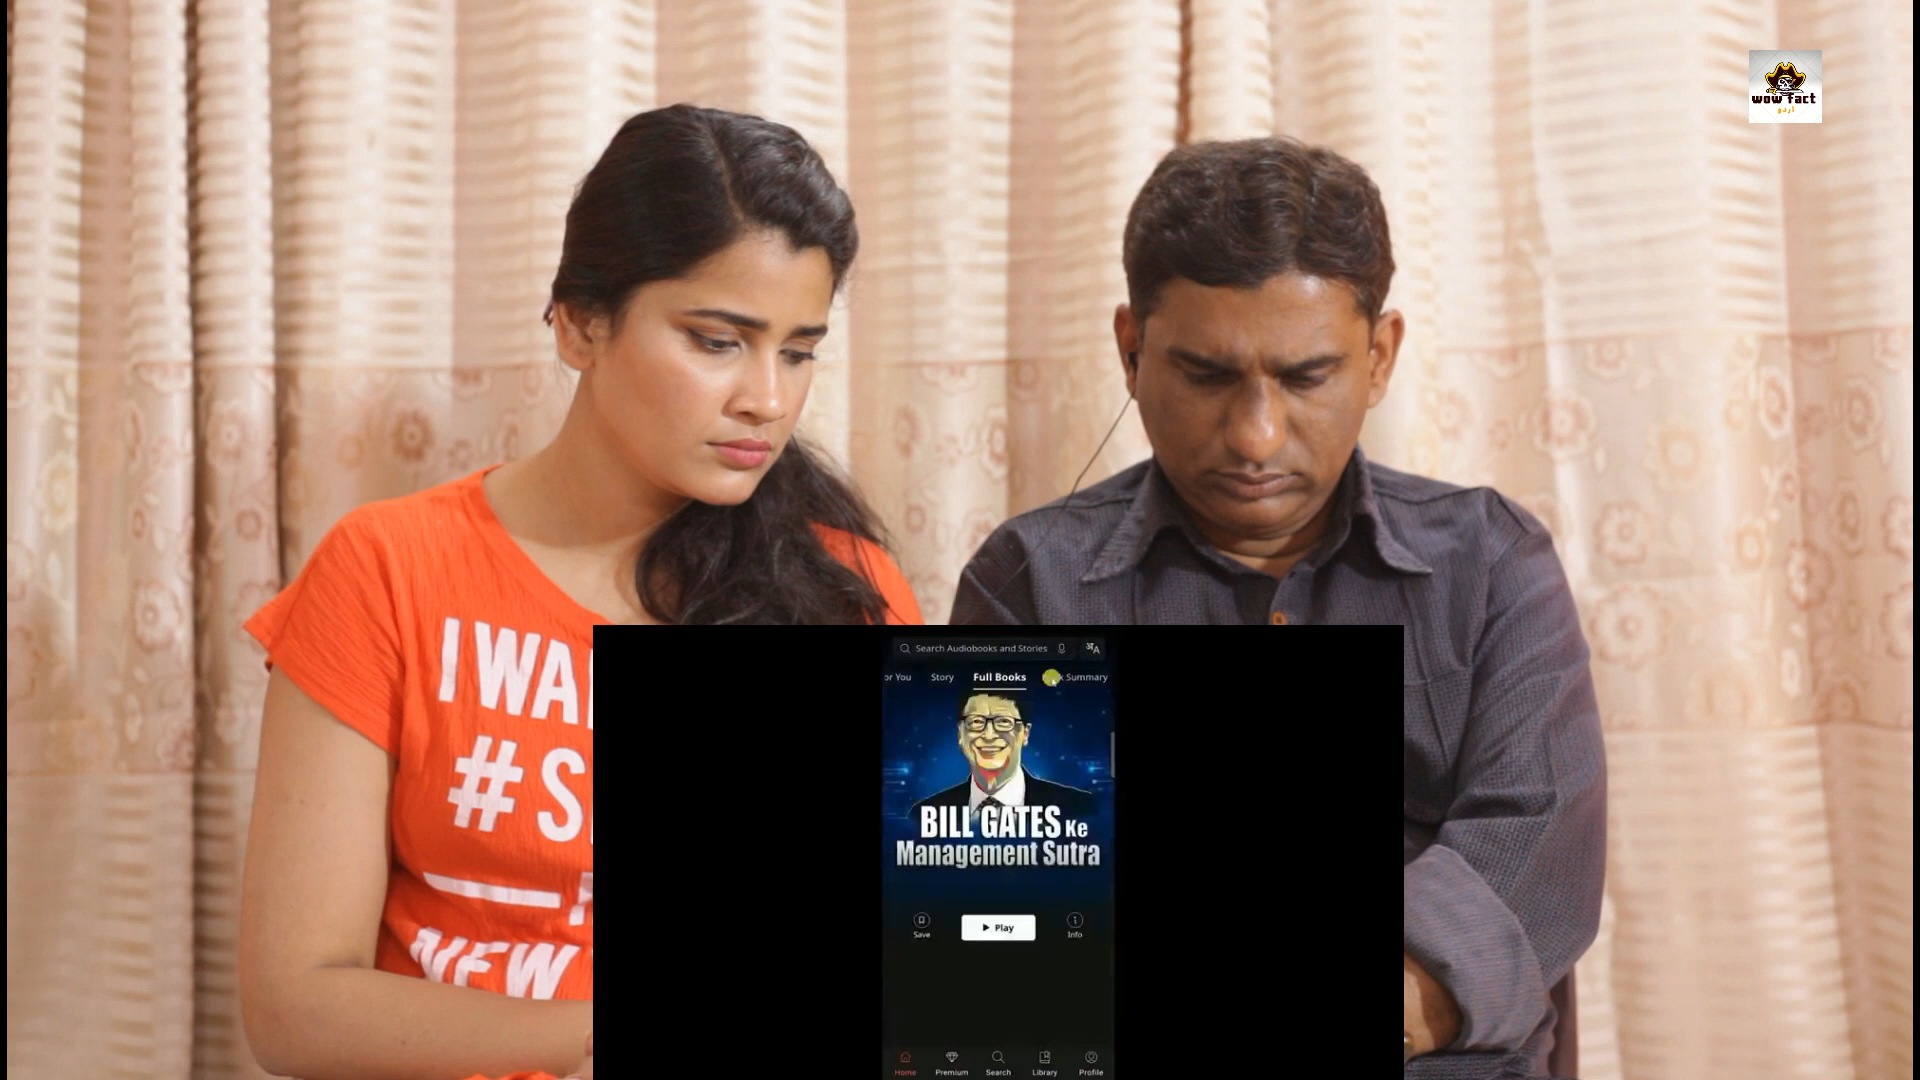 wow fact
اردو
I WA
# S
NEW
Search Audiobooks and Stories
or You Story Full Books Summary
BILL GATES Ke
Management Sutra
Save
Play
Info
Home Premium Search Library Profile